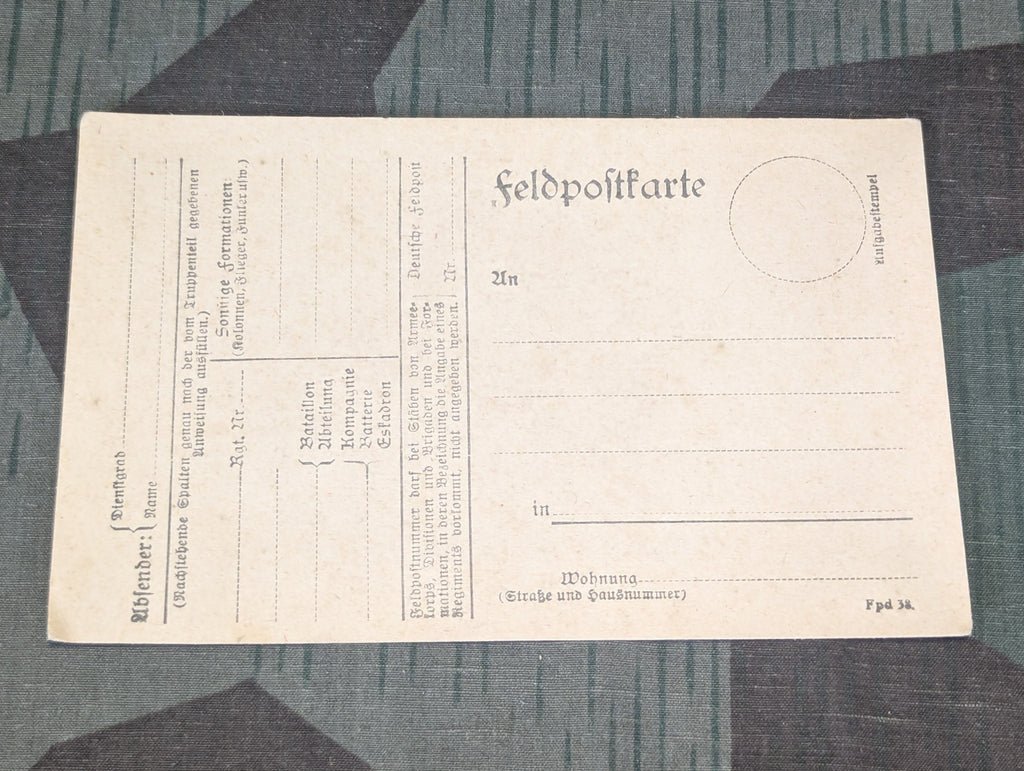 Absender:
Dienstgrad
Name
(Nachstehende Spalten genau nach der vom Truppenteil gegebenen
Anweisung ausfüllen.)
Rgt. Nr.
Bataillon
Abteilung
Kompagnie
Batterie
Eskadron
Sonstige Formationen
(Kolonnen, Flieger, Funker usw.)
Feldpostnummer darf bei Stäben von Armee-
korps, Divisionen und Brigaden und bei For-
mationen, in deren Bezeichnung die Angabe eines
Regiments vorkommt, nicht angegeben werden.
Deutsche Feldpost
Nr.
Feldpostkarte
Aufgabestempel
An
in
Wohnung
(Straße und Hausnummer)
Fpd 38.